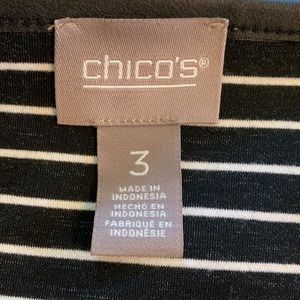 chico's®
3
MADE IN
INDONESIA
HECHO EN
INDONESIA
FABRIQUÉ EN
INDONÉSIE